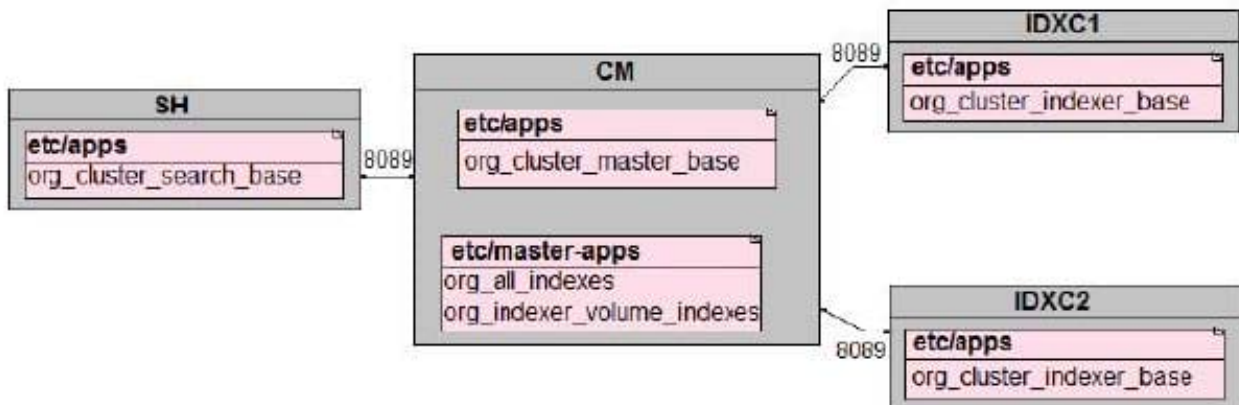 SH
etc/apps
org_cluster_search_base
8089
CM
etc/apps
org_cluster_master_base
etc/master-apps
org_all_indexes
org_indexer_volume_indexes
8089
IDXC1
etc/apps
org_cluster_indexer_base
8089
IDXC2
etc/apps
org_cluster_indexer_base